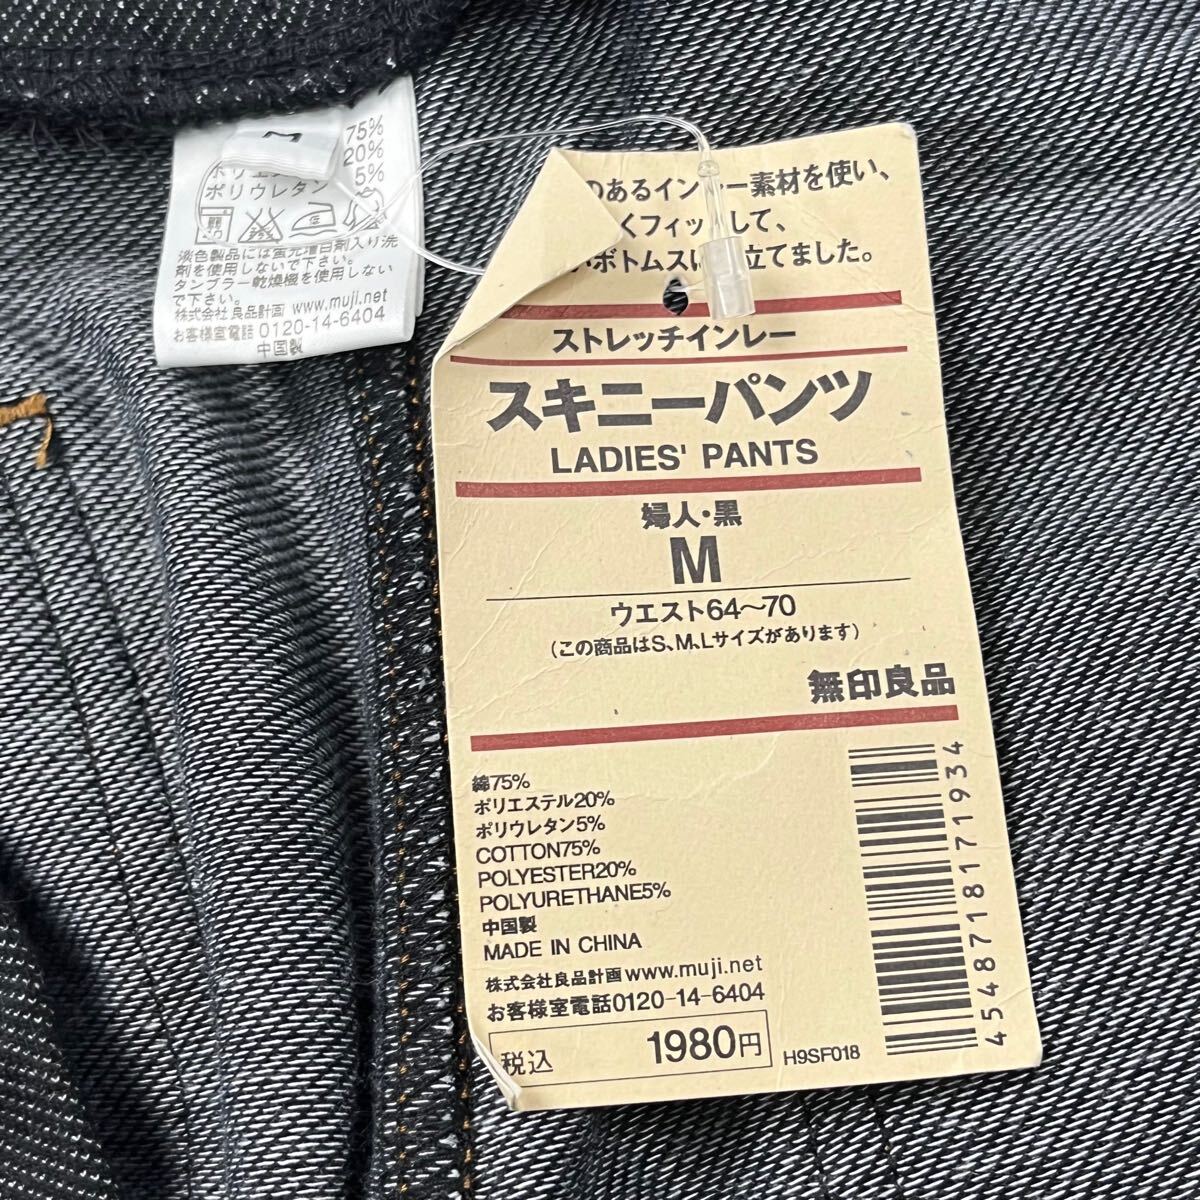 75%
20%
5%
ポリウレタン
淡色製品には蛍光増白剤入り洗
剤を使用しないで下さい。
タンブラー乾燥機を使用しない
で下さい。
株式会社 良品計画 www.muji.net
お客様室電話 0120-14-6404
中国製
のあるインレー素材を使い、
くフィットして、
いボトムスに 立てました。
ストレッチインレー
スキニーパンツ
LADIES' PANTS
婦人・黒
M
ウエスト64〜70
(この商品はS、M、Lサイズがあります)
無印良品
綿75%
ポリエステル20%
ポリウレタン5%
COTTON75%
POLYESTER20%
POLYURETHANE5%
中国製
MADE IN CHINA
株式会社良品計画 www.muji.net
お客様室電話0120-14-6404
税込 1980円
H9SF018
4548718171934